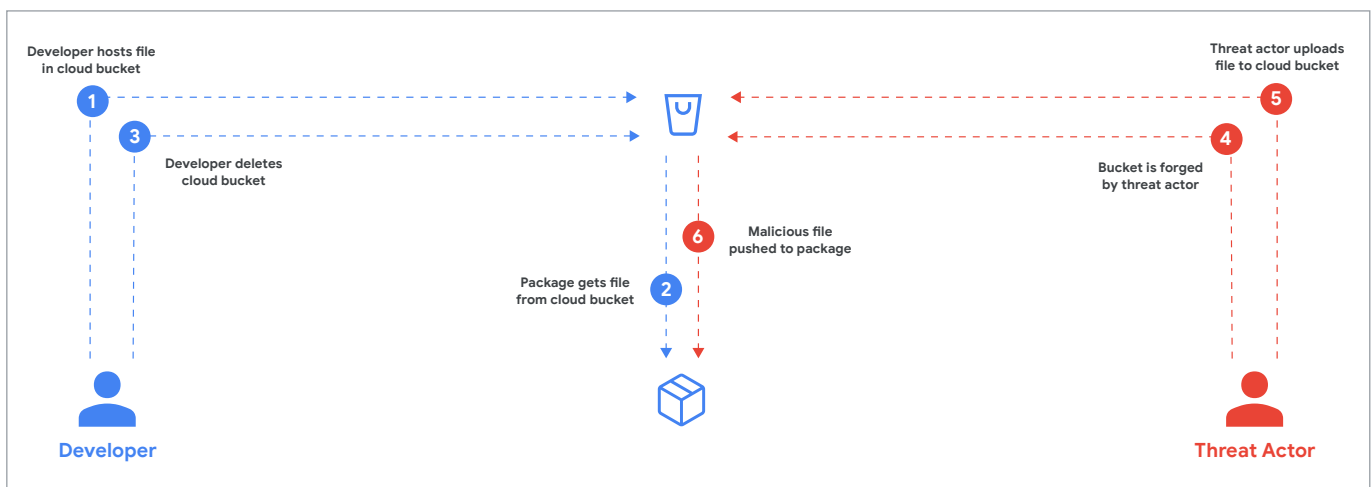 Developer hosts file
in cloud bucket
1
3
Developer deletes
cloud bucket
Threat actor uploads
file to cloud bucket
5
4
Bucket is forged
by threat actor
6
Malicious file
pushed to package
Package gets file
from cloud bucket
2
Developer
Threat Actor